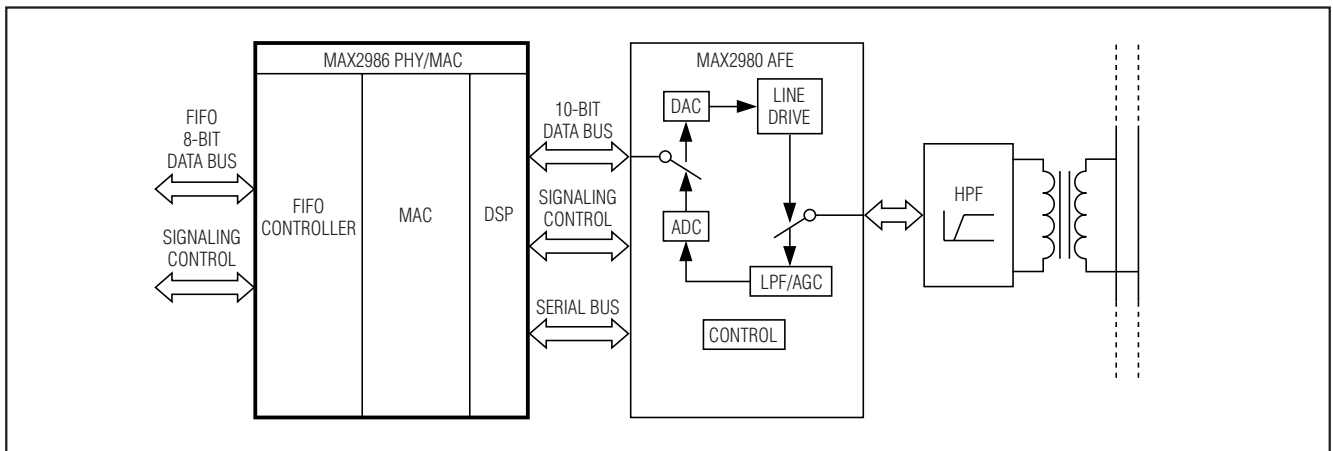 MAX2986 PHY/MAC
FIFO
8-BIT
DATA BUS
SIGNALING
CONTROL
FIFO
CONTROLLER
MAC
DSP
10-BIT
DATA BUS
SIGNALING
CONTROL
SERIAL BUS
MAX2980 AFE
DAC
LINE
DRIVE
ADC
LPF/AGC
CONTROL
HPF